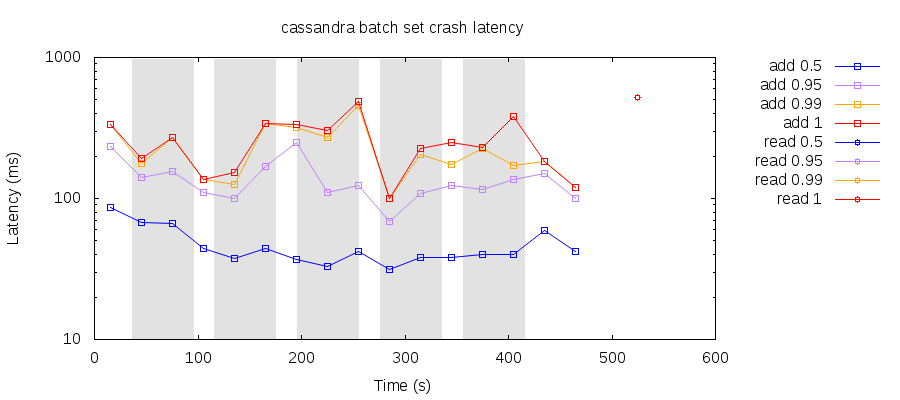 cassandra batch set crash latency
1000
100
10
Latency (ms)
0 100 200 300 400 500 600
Time (s)
add 0.5
add 0.95
add 0.99
add 1
read 0.5
read 0.95
read 0.99
read 1